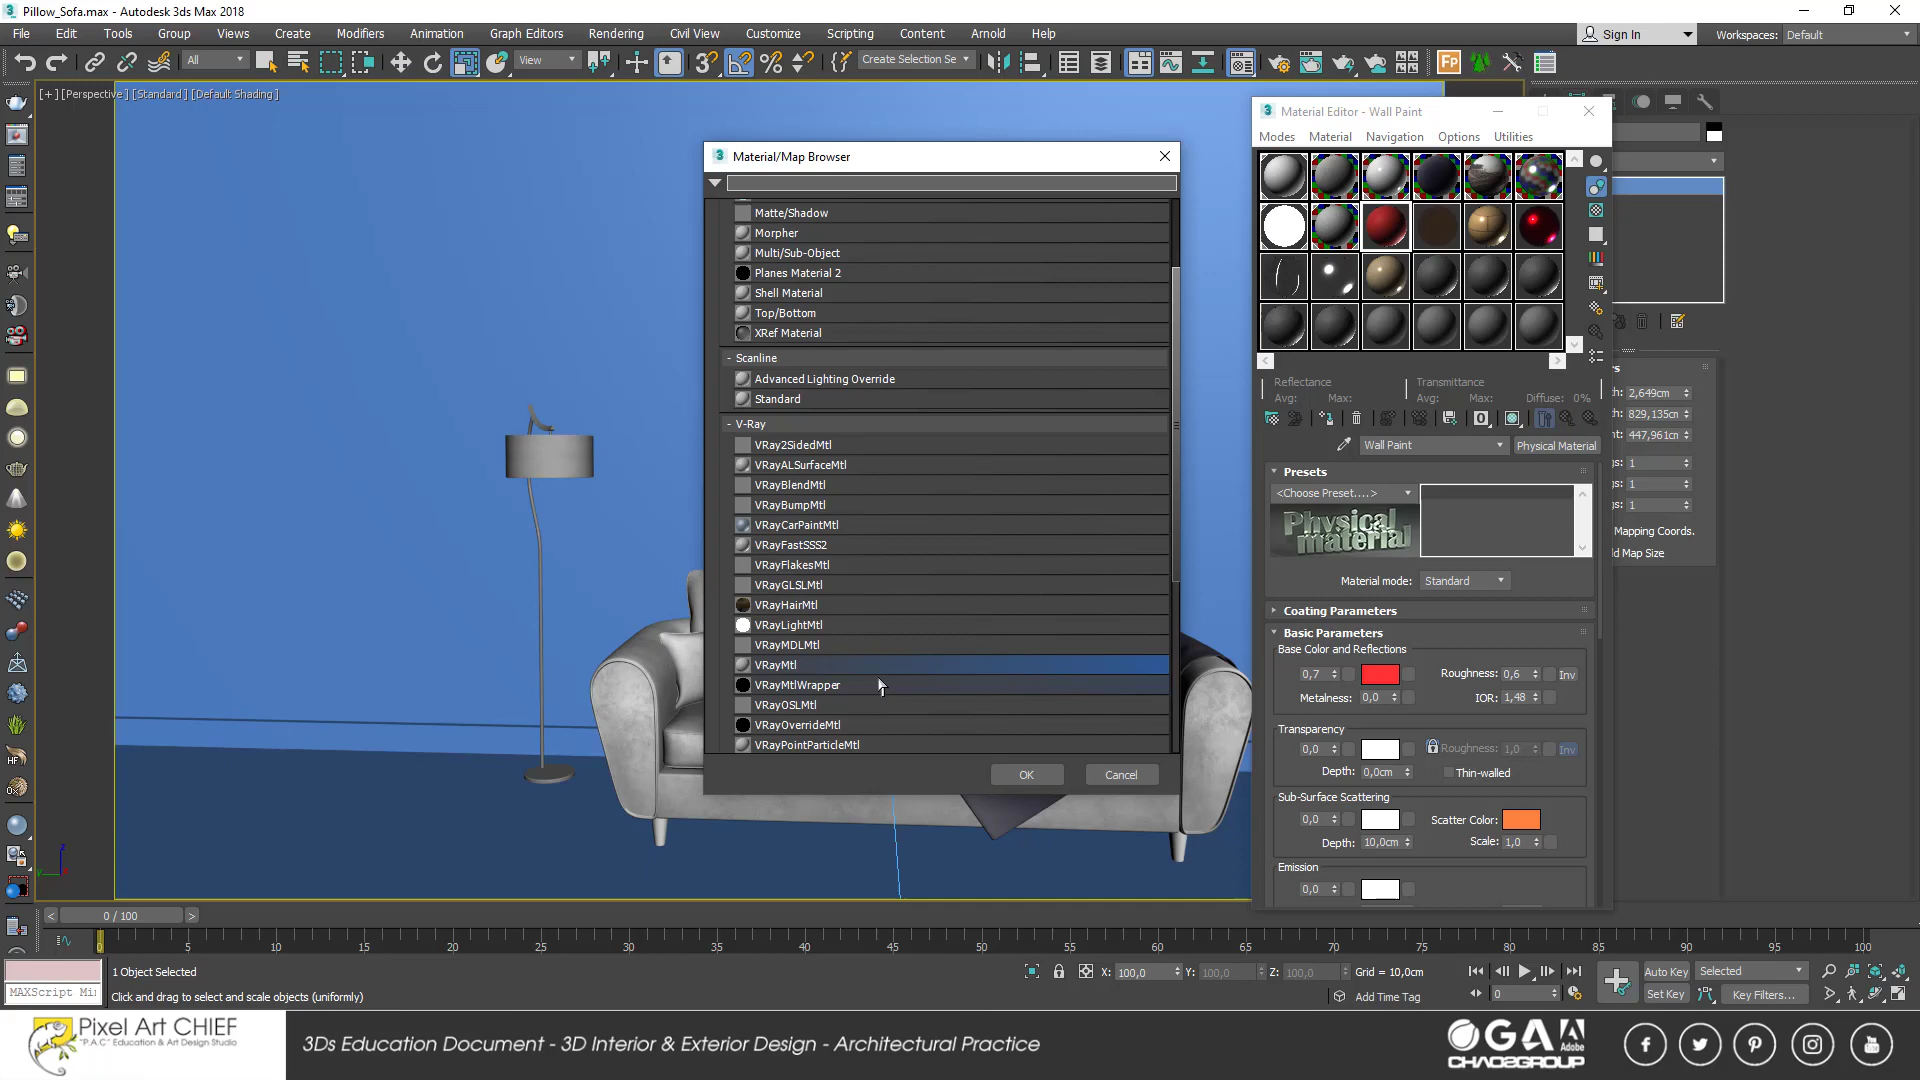 Pillow_Sofa.max - Autodesk 3ds Max 2018
File Edit Tools Group Views Create Modifiers Animation Graph Editors Rendering Civil View Customize Scripting Content Arnold Help
Sign In
Workspaces: Default
All
View
Create Selection Se
[+] [Perspective ] [Standard ] [Default Shading ]
Material/Map Browser
Matte/Shadow
Morpher
Multi/Sub-Object
Planes Material 2
Shell Material
Top/Bottom
XRef Material
- Scanline
Advanced Lighting Override
Standard
- V-Ray
VRay2SidedMtl
VRayALSurfaceMtl
VRayBlendMtl
VRayBumpMtl
VRayCarPaintMtl
VRayFastSSS2
VRayFlakesMtl
VRayGLSLMtl
VRayHairMtl
VRayLightMtl
VRayMDLMtl
VRayMtl
VRayMtlWrapper
VRayOSLMtl
VRayOverrideMtl
VRayPointParticleMtl
OK Cancel
Material Editor - Wall Paint
Modes Material Navigation Options Utilities
Reflectance Transmittance
Avg: Max: Avg: Max: Diffuse: 0%
Wall Paint Physical Material
Presets
<Choose Preset....>
Physical material
Material mode: Standard
Coating Parameters
Basic Parameters
Base Color and Reflections
0,7 Roughness: 0,6 Inv
Metalness: 0,0 IOR: 1,48
Transparency
0,0 Roughness: 1,0 Inv
Depth: 0,0cm Thin-walled
Sub-Surface Scattering
0,0 Scatter Color:
Depth: 10,0cm Scale: 1,0
Emission
0,0
2,649cm
829,135cm
447,961cm
1
1
1
Mapping Coords.
d Map Size
0 / 100
0 5 10 15 20 25 30 35 40 45 50 55 60 65 70 75 80 85 90 95 100
1 Object Selected
MAXScript Mi
Click and drag to select and scale objects (uniformly)
X: 100,0 Y: 100,0 Z: 100,0 Grid = 10,0cm
Add Time Tag
0
Auto Key Selected
Set Key Key Filters...
Pixel Art CHIEF
"P.A.C" Education & Art Design Studio
3Ds Education Document - 3D Interior & Exterior Design - Architectural Practice
GA Adobe
CHAOSGROUP